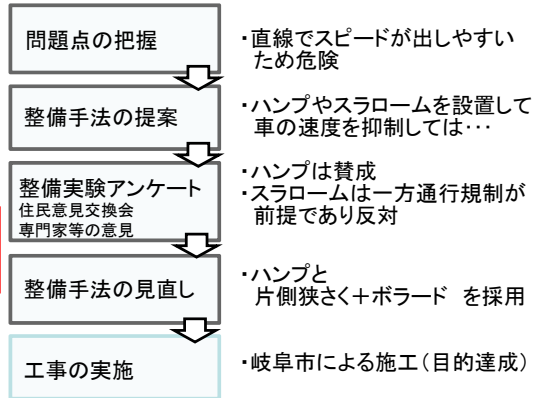 問題点の把握
・直線でスピードが出しやすい
ため危険
整備手法の提案
・ハンプやスラロームを設置して
車の速度を抑制しては…
整備実験アンケート
住民意見交換会
専門家等の意見
・ハンプは賛成
・スラロームは一方通行規制が
前提であり反対
整備手法の見直し
・ハンプと
片側狭さく＋ボラード を採用
工事の実施
・岐阜市による施工（目的達成）